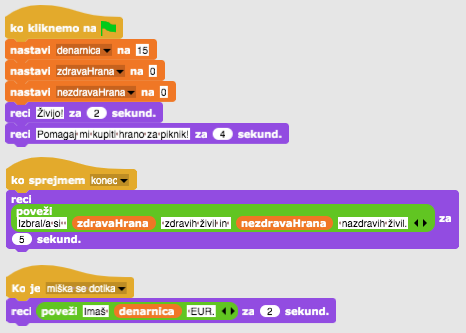 ko kliknemo na
nastavi denarnica na 15
nastavi zdravaHrana na 0
nastavi nezdravaHrana na 0
reci Živijo! za 2 sekund.
reci Pomagaj mi kupiti hrano za piknik! za 4 sekund.
ko sprejmem konec
reci
poveži
Izbral/a si zdravaHrana zdravih živil in nezdravaHrana nazdravih živil. za
5 sekund.
Ko je miška se dotika
reci poveži Imaš denarnica EUR. za 2 sekund.